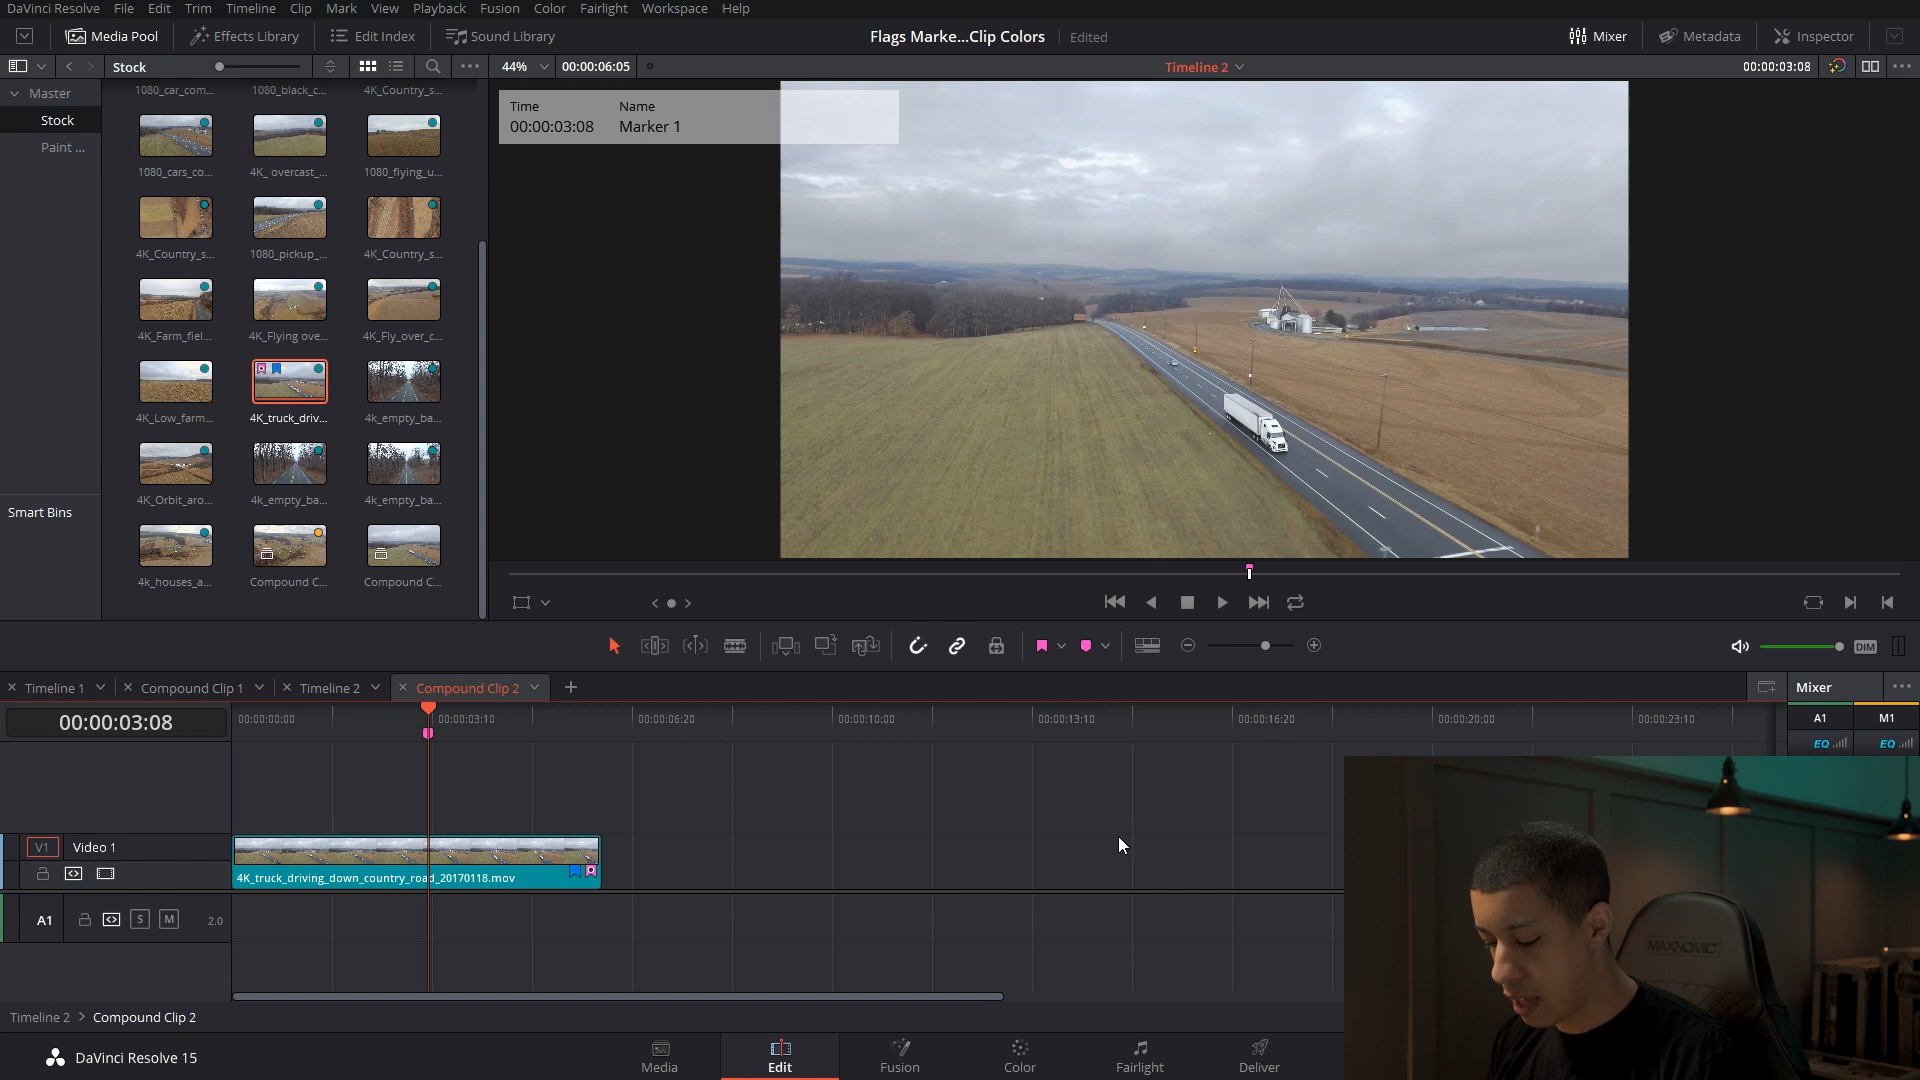 DaVinci Resolve File Edit Trim Timeline Clip Mark View Playback Fusion Color Fairlight Workspace Help
Media Pool Effects Library Edit Index Sound Library Flags Marke...Clip Colors Edited Mixer Metadata Inspector
Stock 44% 00:00:06:05 Timeline 2 00:00:03:08
Master
Stock
Paint ...
Smart Bins
1080_car_com... 1080_black_c... 4K_Country_s...
1080_cars_co... 4K_ overcast_... 1080_flying_u...
4K_Country_s... 1080_pickup_... 4K_Country_s...
4K_Farm_fiel... 4K_Flying ove... 4K_Fly_over_c...
4K_Low_farm... 4K_truck_driv... 4k_empty_ba...
4K_Orbit_aro... 4k_empty_ba... 4k_empty_ba...
4k_houses_a... Compound C... Compound C...
Time Name
00:00:03:08 Marker 1
DIM
Timeline 1 Compound Clip 1 Timeline 2 Compound Clip 2 Mixer
00:00:03:08 00:00:00:00 00:00:03:10 00:00:06:20 00:00:10:00 00:00:13:10 00:00:16:20 00:00:20:00 00:00:23:10 A1 M1
EQ EQ
V1 Video 1
4K_truck_driving_down_country_road_20170118.mov
A1 S M 2.0
MAXNOMIC
Timeline 2 > Compound Clip 2
DaVinci Resolve 15 Media Edit Fusion Color Fairlight Deliver